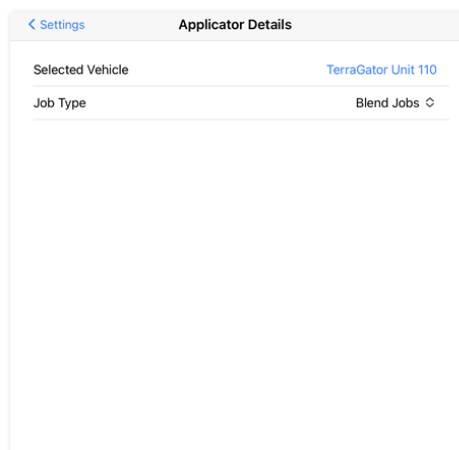 Settings
Applicator Details
Selected Vehicle
TerraGator Unit 110
Job Type
Blend Jobs